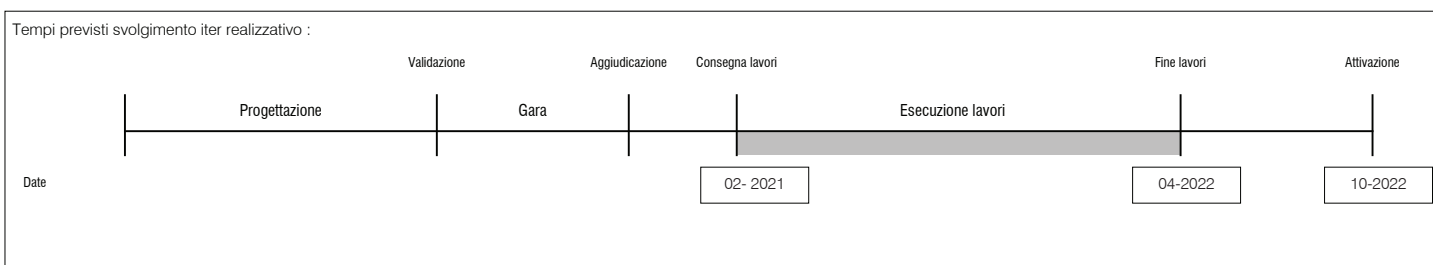 Tempi previsti svolgimento iter realizzativo :
Validazione Aggiudicazione Consegna lavori Fine lavori Attivazione
Progettazione Gara Esecuzione lavori
Date 02- 2021 04-2022 10-2022